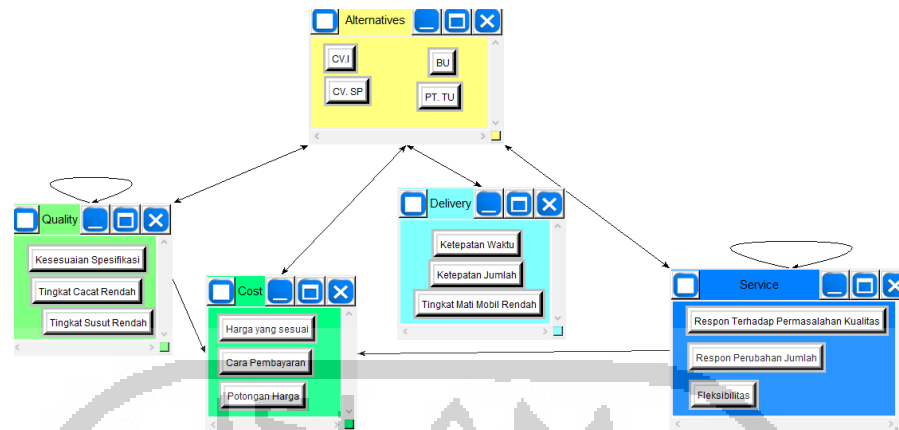 Alternatives
CV.I
BU
CV. SP
PT. TU
Quality
Kesesuaian Spesifikasi
Tingkat Cacat Rendah
Tingkat Susut Rendah
Cost
Harga yang sesuai
Cara Pembayaran
Potongan Harga
Delivery
Ketepatan Waktu
Ketepatan Jumlah
Tingkat Mati Mobil Rendah
Service
Respon Terhadap Permasalahan Kualitas
Respon Perubahan Jumlah
Fleksibilitas